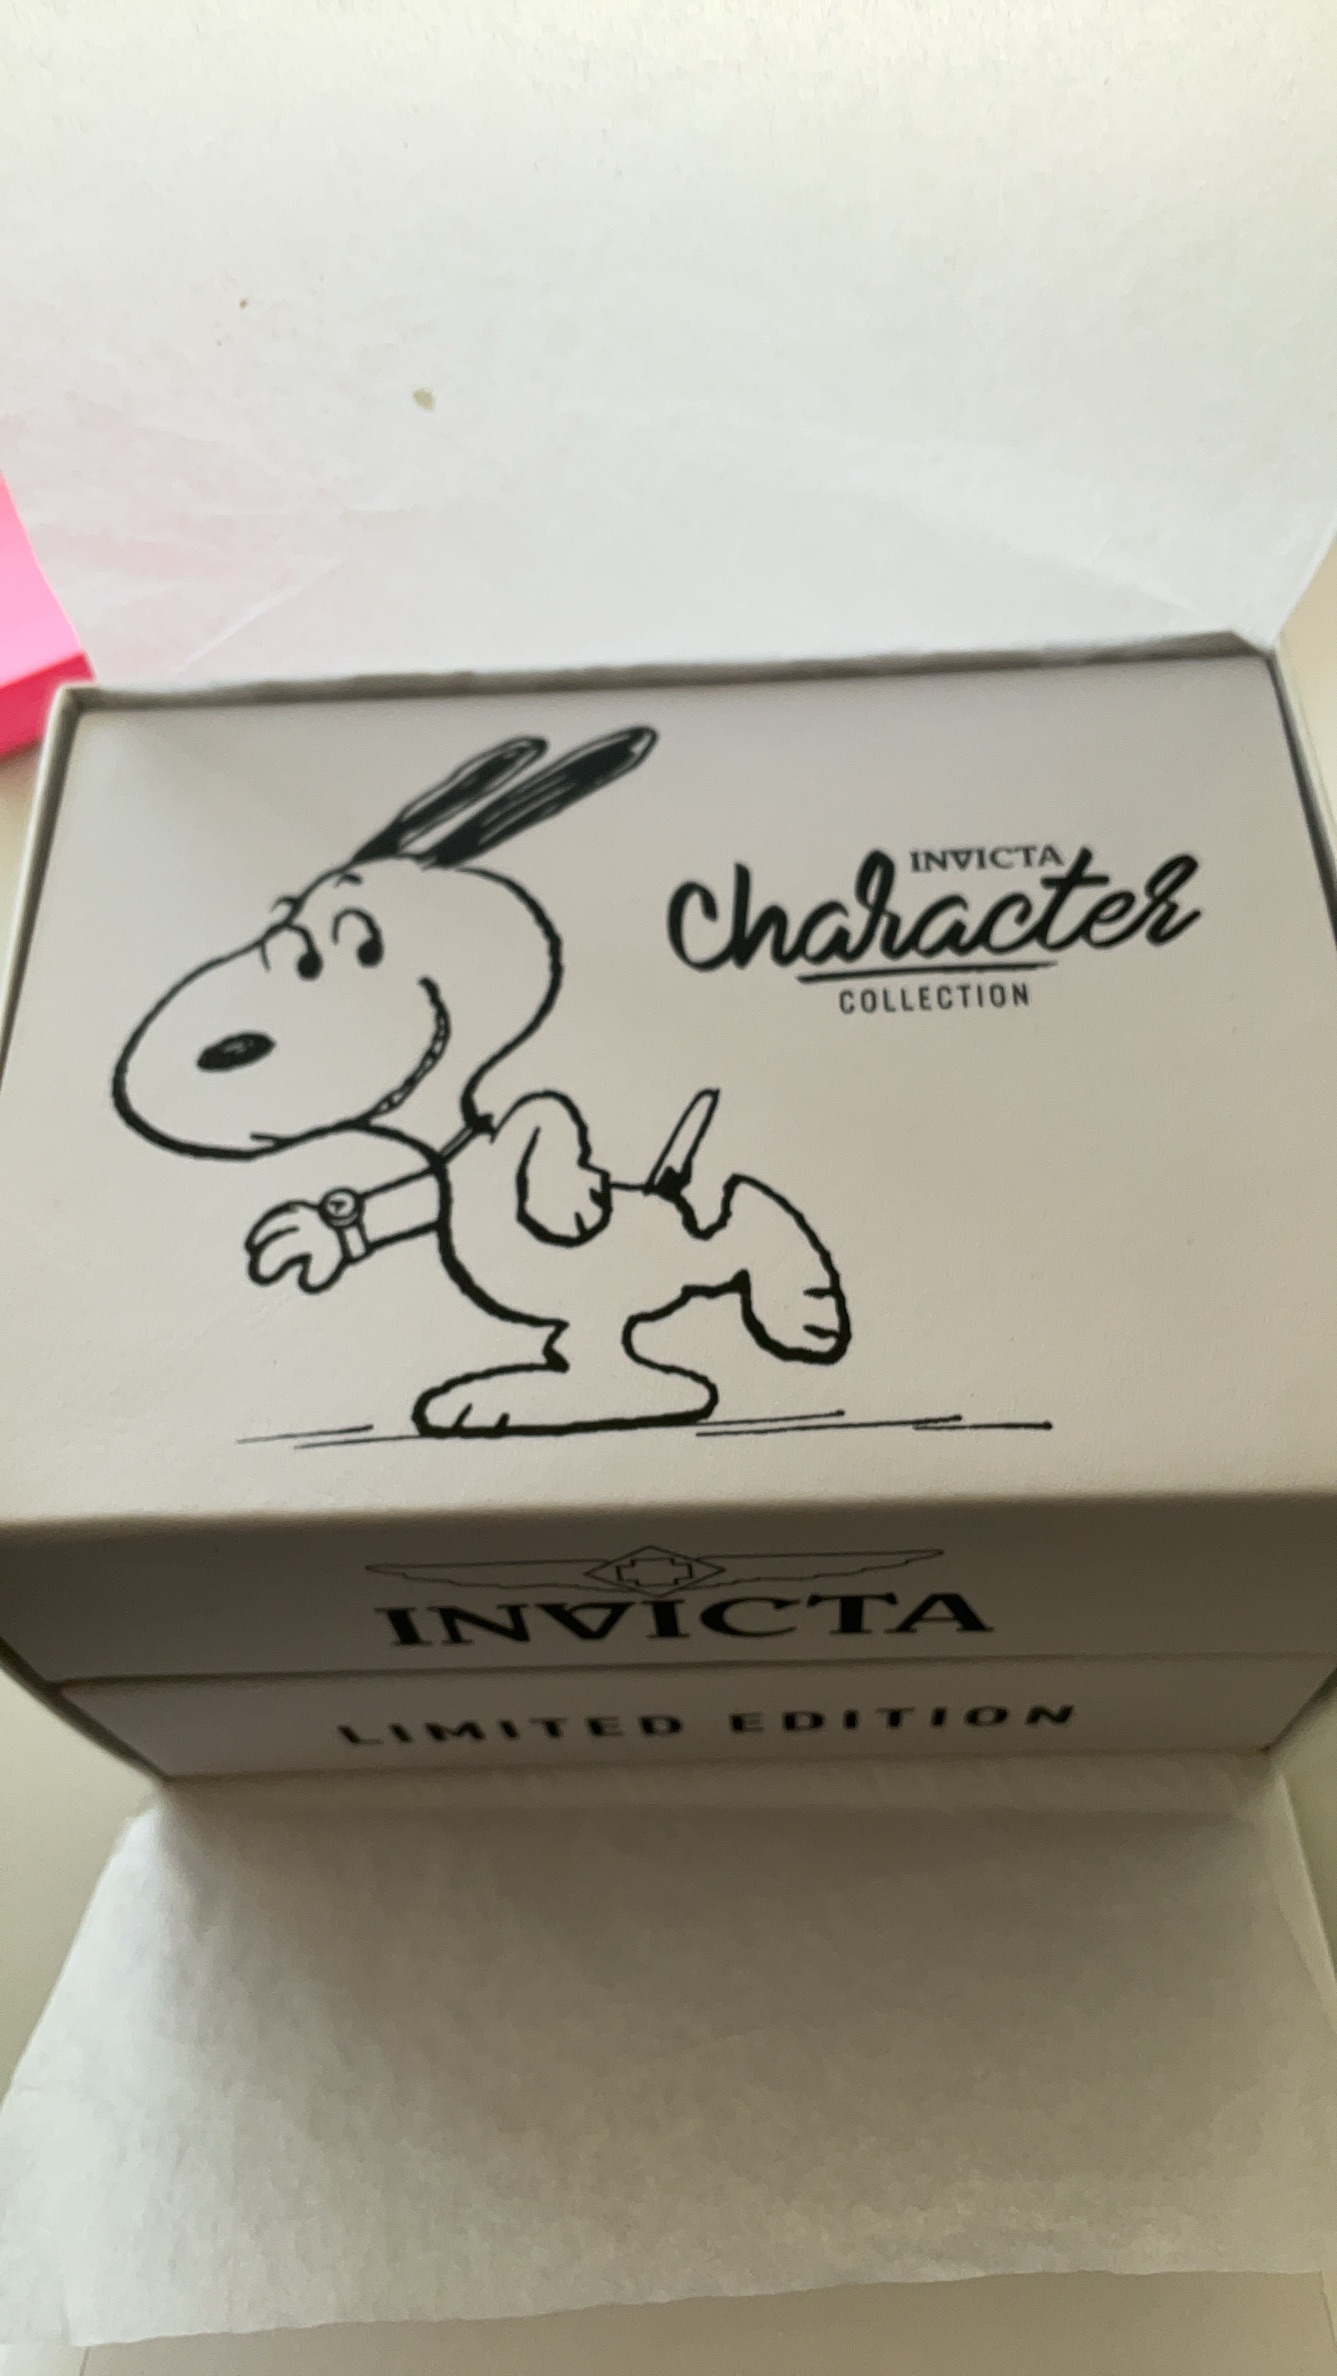 INVICTA
Character
COLLECTION
INVICTA
LIMITED EDITION